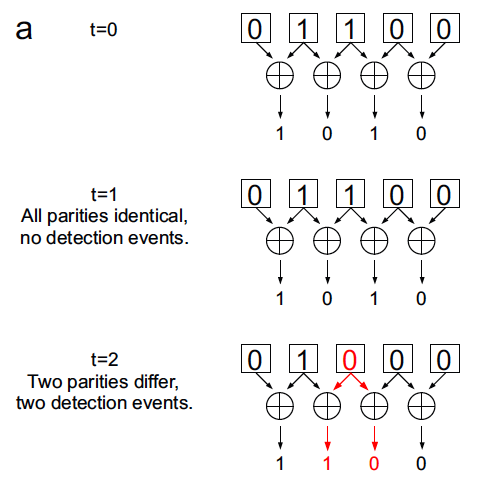 a
t=0
0 1 1 0 0
1 0 1 0
t=1
All parities identical,
no detection events.
0 1 1 0 0
1 0 1 0
t=2
Two parities differ,
two detection events.
0 1 0 0 0
1 1 0 0